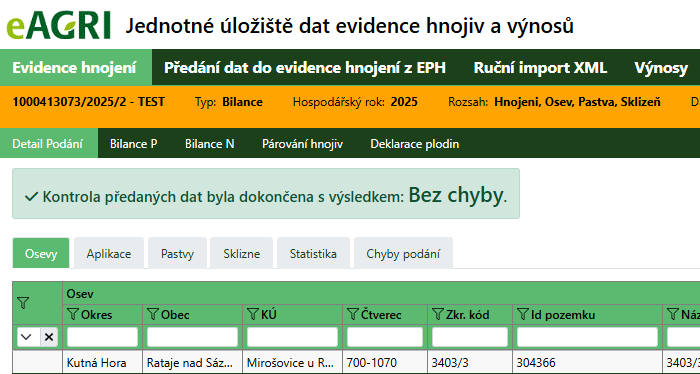 eAGRI Jednotné úložiště dat evidence hnojiv a výnosů
Evidence hnojení Předání dat do evidence hnojení z EPH Ruční import XML Výnosy
1000413073/2025/2 - TEST Typ: Bilance Hospodářský rok: 2025 Rozsah: Hnojeni, Osev, Pastva, Sklizeň D
Detail Podání Bilance P Bilance N Párování hnojiv Deklarace plodin
Kontrola předaných dat byla dokončena s výsledkem: Bez chyby.
Osevy Aplikace Pastvy Sklizne Statistika Chyby podání
Osev
Okres Obec KÚ Čtverec Zkr. kód Id pozemku Náz
Kutná Hora Rataje nad Sáz... Mirošovice u R... 700-1070 3403/3 304366 3403/3